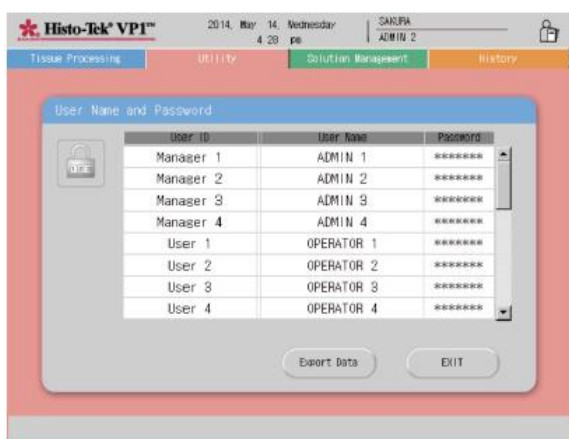 Histo-Tek® VP1™
2014, May 14, Wednesday
4 28 pm
SAKURA
ADMIN 2
Tissue Processing
Utility
Solution Management
History
User Name and Password
User ID User Name Password
Manager 1 ADMIN 1 *******
Manager 2 ADMIN 2 *******
Manager 3 ADMIN 3 *******
Manager 4 ADMIN 4 *******
User 1 OPERATOR 1 *******
User 2 OPERATOR 2 *******
User 3 OPERATOR 3 *******
User 4 OPERATOR 4 *******
Export Data
EXIT